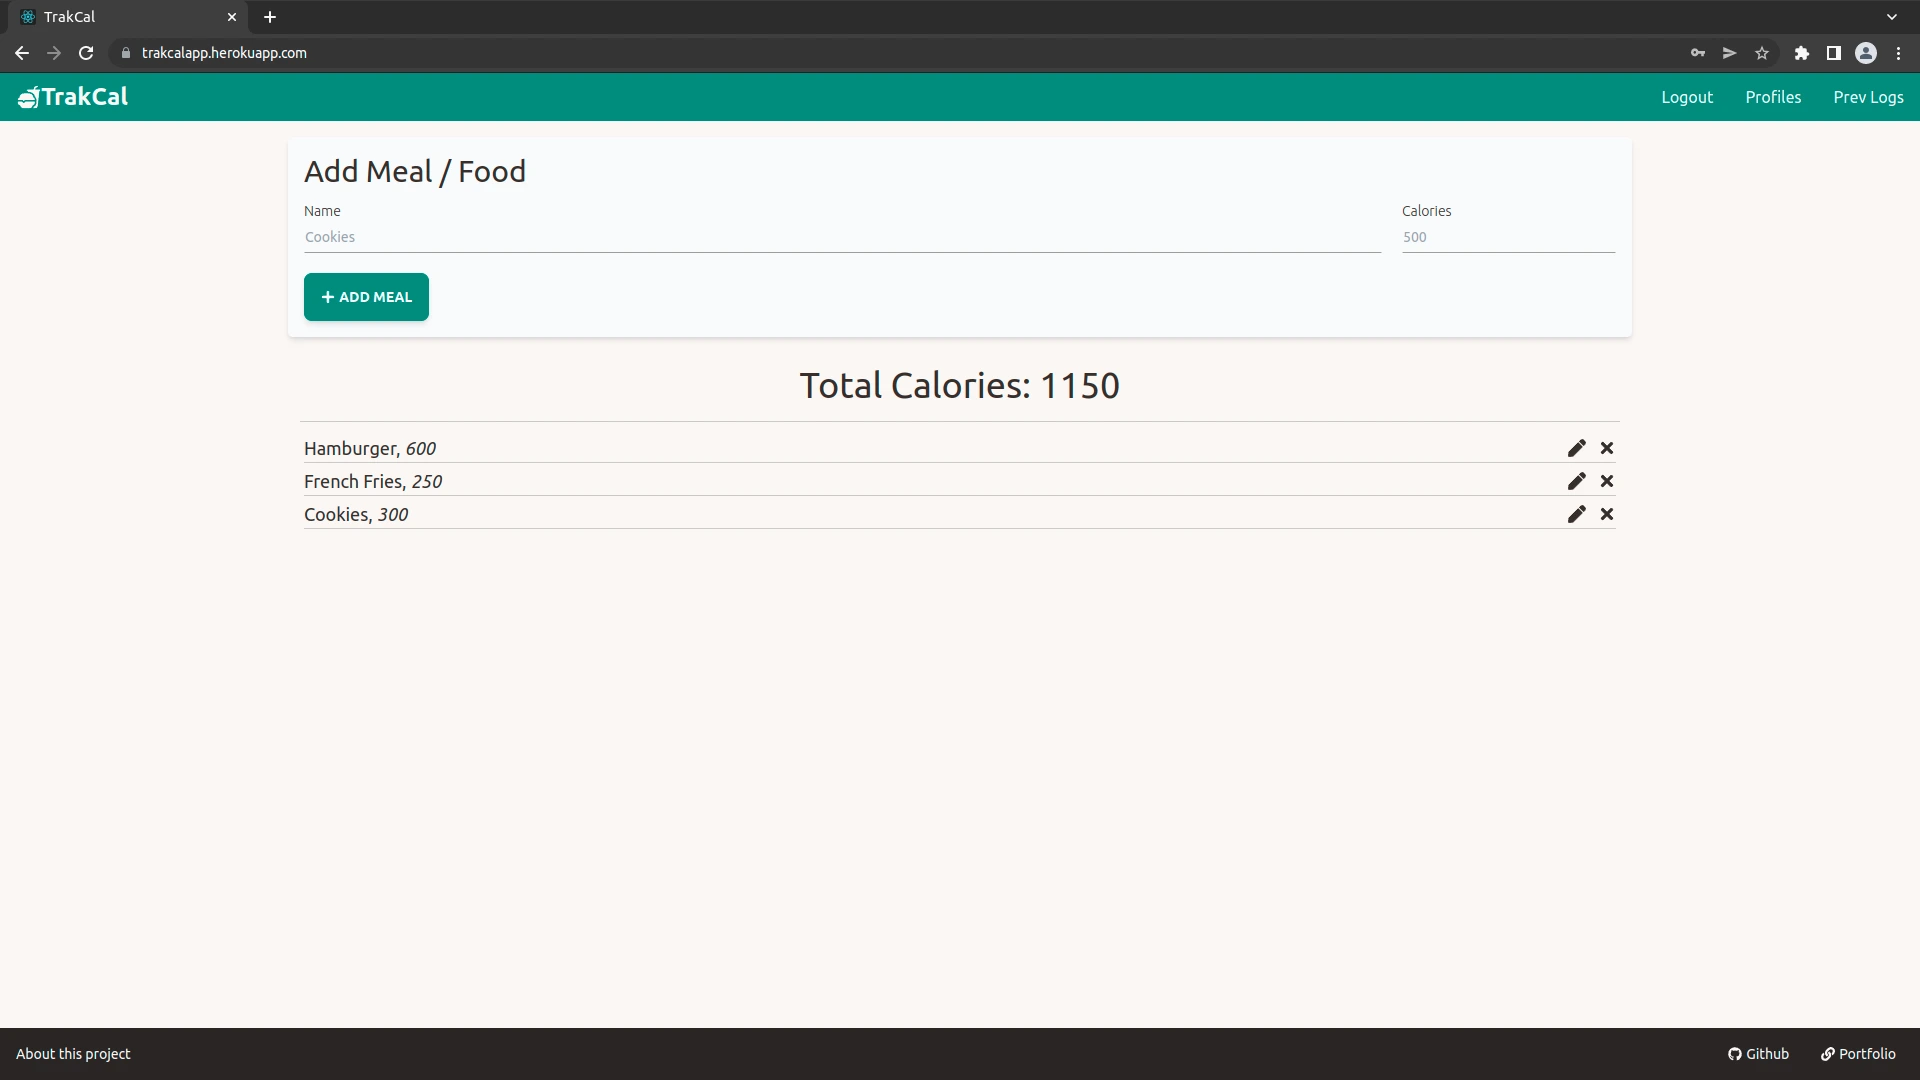 TrakCal
trakcalapp.herokuapp.com
TrakCal
Logout Profiles Prev Logs
Add Meal / Food
Name Calories
Cookies 500
ADD MEAL
Total Calories: 1150
Hamburger, 600
French Fries, 250
Cookies, 300
About this project Github Portfolio